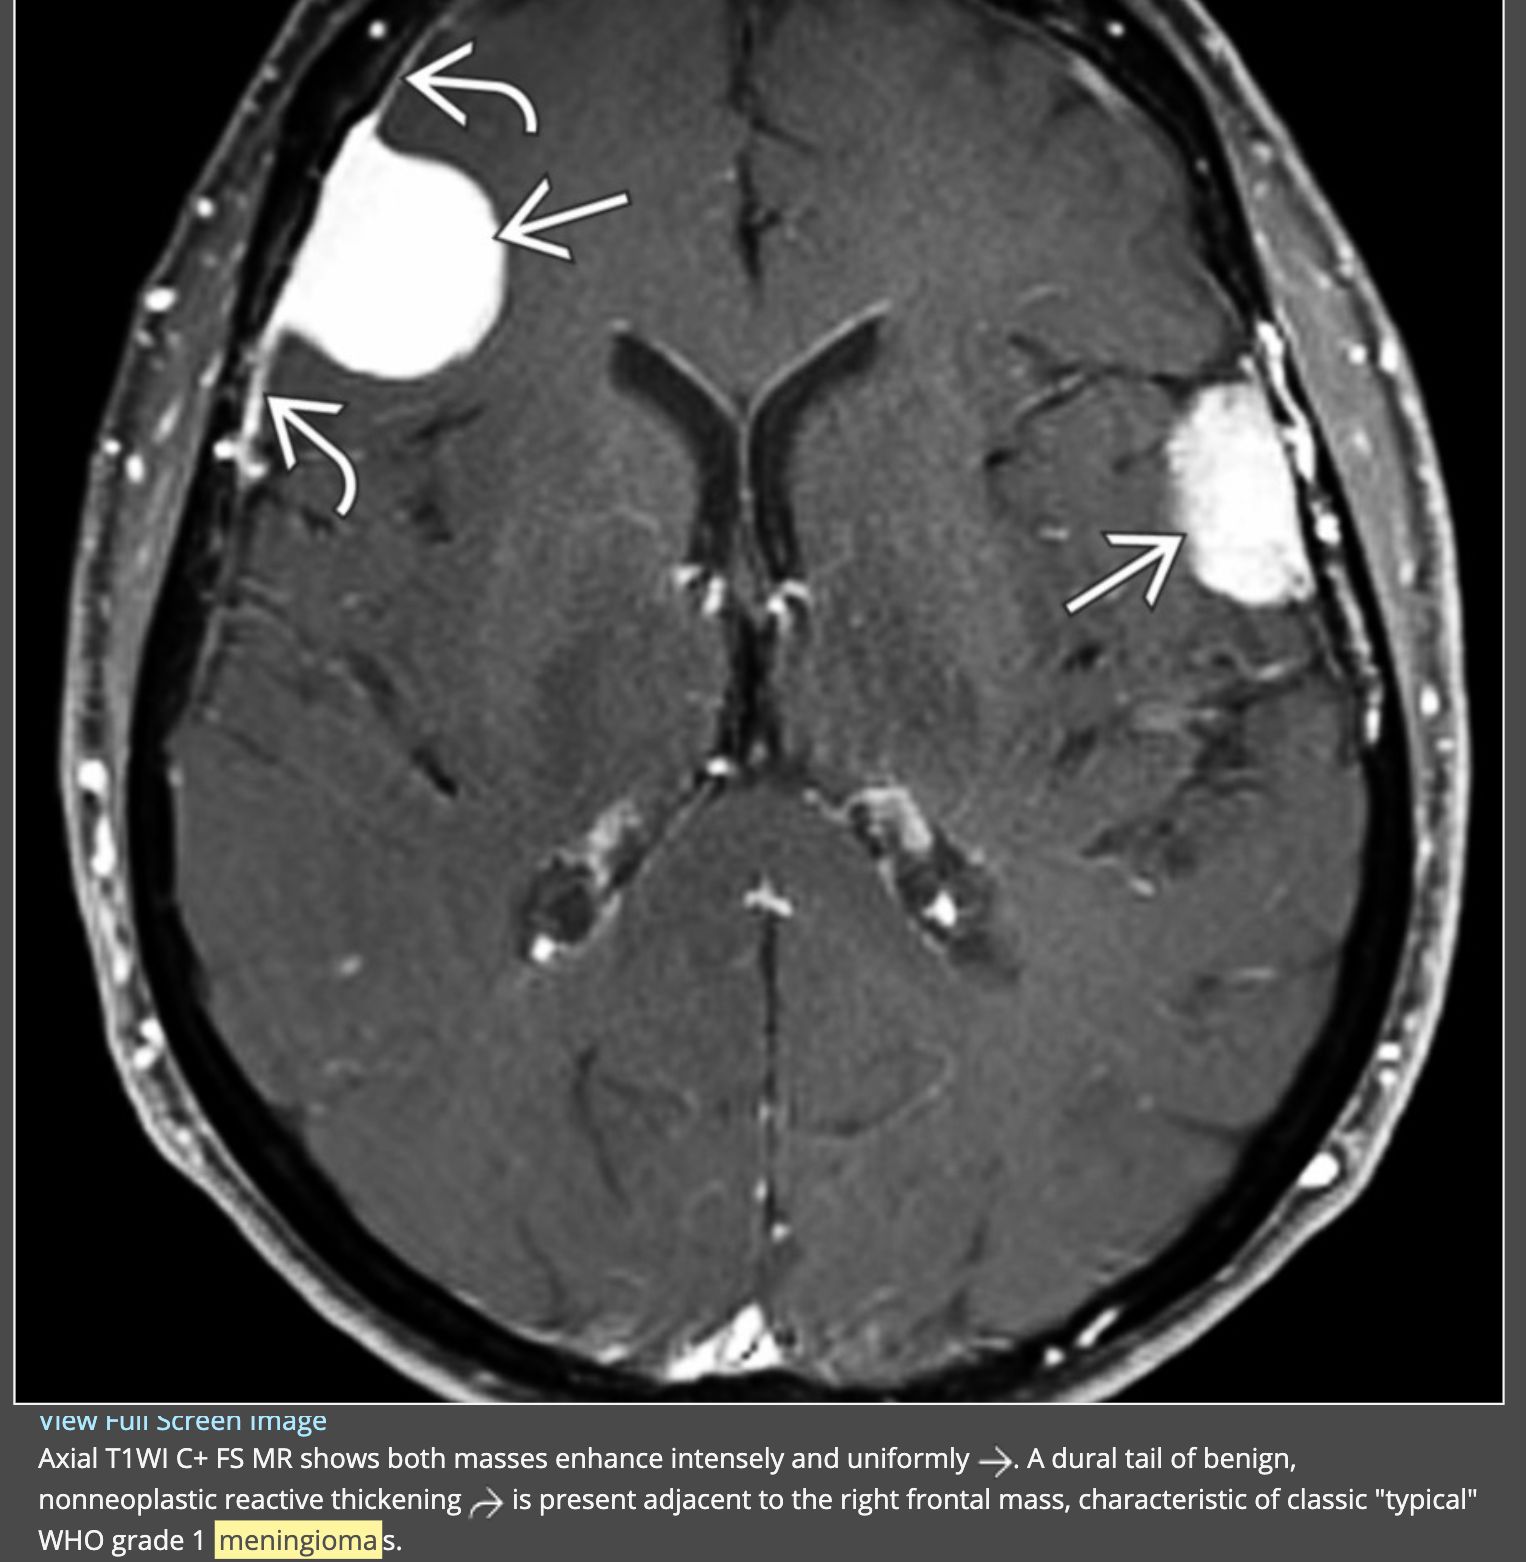 View Full Screen Image
Axial T1WI C+ FS MR shows both masses enhance intensely and uniformly →. A dural tail of benign,
nonneoplastic reactive thickening ↷ is present adjacent to the right frontal mass, characteristic of classic "typical"
WHO grade 1 meningiomas.